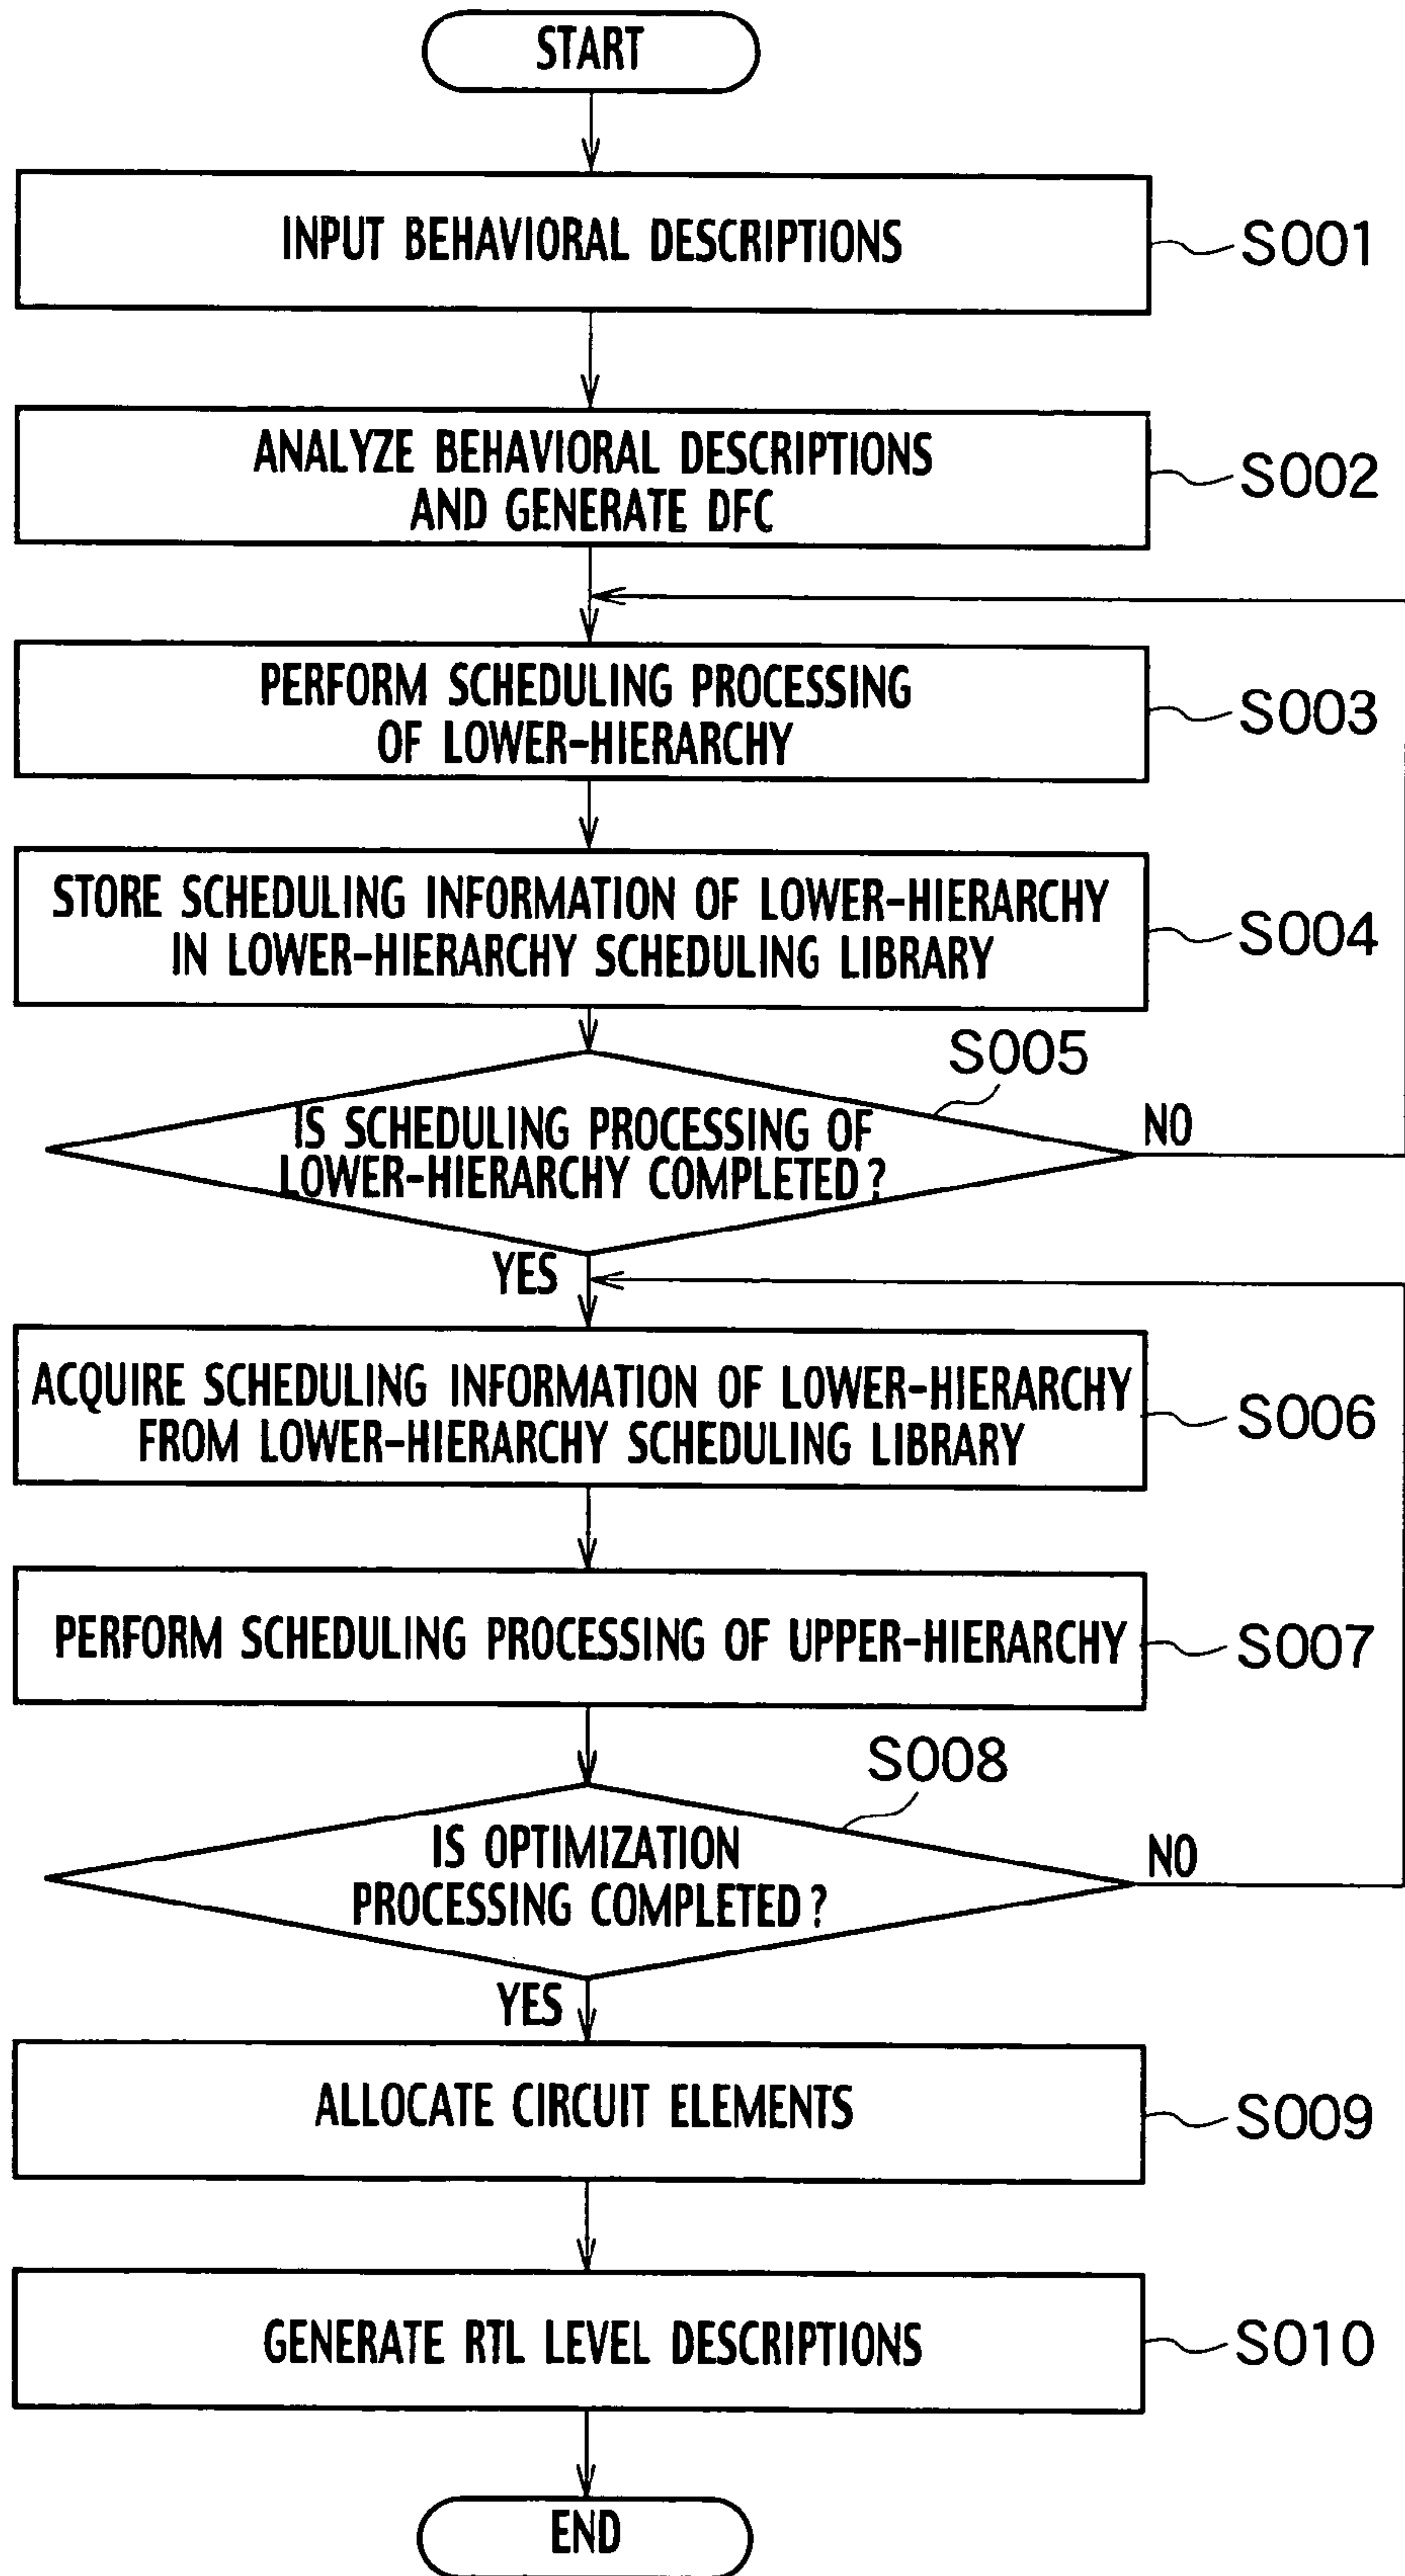 START
INPUT BEHAVIORAL DESCRIPTIONS
S001
ANALYZE BEHAVIORAL DESCRIPTIONS
AND GENERATE DFC
S002
PERFORM SCHEDULING PROCESSING
OF LOWER-HIERARCHY
S003
STORE SCHEDULING INFORMATION OF LOWER-HIERARCHY
IN LOWER-HIERARCHY SCHEDULING LIBRARY
S004
S005
IS SCHEDULING PROCESSING OF
LOWER-HIERARCHY COMPLETED?
NO
YES
ACQUIRE SCHEDULING INFORMATION OF LOWER-HIERARCHY
FROM LOWER-HIERARCHY SCHEDULING LIBRARY
S006
PERFORM SCHEDULING PROCESSING OF UPPER-HIERARCHY
S007
S008
IS OPTIMIZATION
PROCESSING COMPLETED?
NO
YES
ALLOCATE CIRCUIT ELEMENTS
S009
GENERATE RTL LEVEL DESCRIPTIONS
S010
END